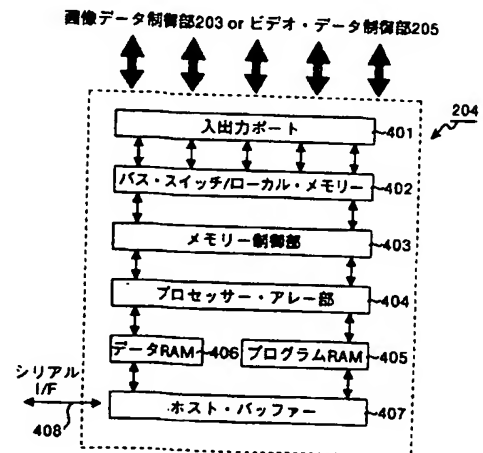 画像データ制御部203 or ビデオ・データ制御部205
204
入出力ポート 401
バス・スイッチ/ローカル・メモリー 402
メモリー制御部 403
プロセッサー・アレー部 404
データRAM 406 プログラムRAM 405
シリアル
I/F
ホスト・バッファー 407
408